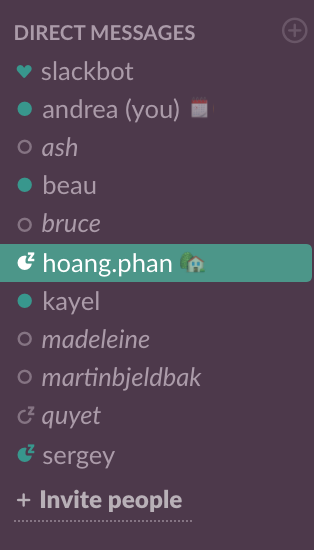 DIRECT MESSAGES
slackbot
andrea (you)
ash
beau
bruce
hoang.phan
kayel
madeleine
martinbjeldbak
quyet
sergey
+ Invite people